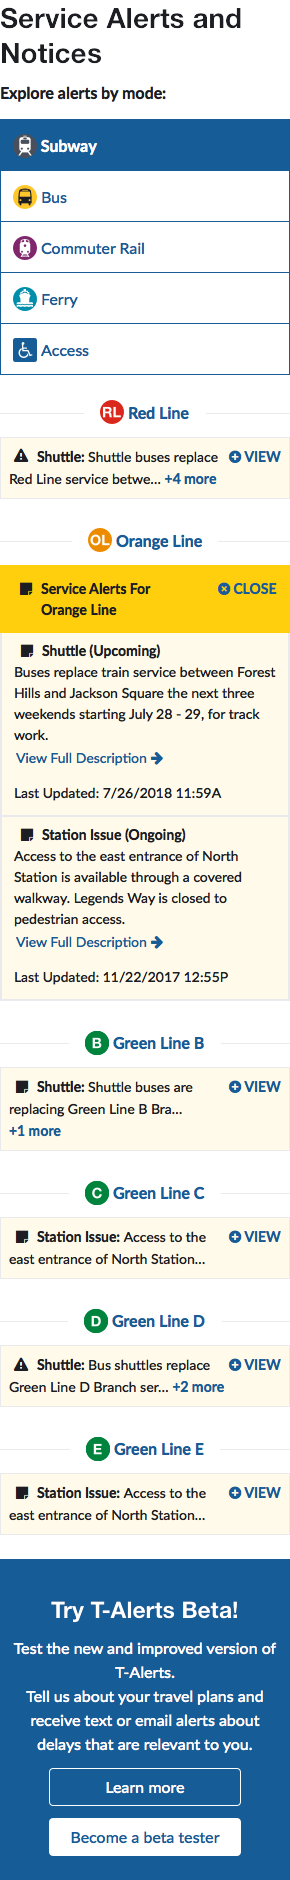 Service Alerts and
Notices
Explore alerts by mode:
Subway
Bus
Commuter Rail
Ferry
Access
RL Red Line
Shuttle: Shuttle buses replace VIEW
Red Line service betwe... +4 more
OL Orange Line
Service Alerts For CLOSE
Orange Line
Shuttle (Upcoming)
Buses replace train service between Forest
Hills and Jackson Square the next three
weekends starting July 28 - 29, for track
work.
View Full Description
Last Updated: 7/26/2018 11:59A
Station Issue (Ongoing)
Access to the east entrance of North
Station is available through a covered
walkway. Legends Way is closed to
pedestrian access.
View Full Description
Last Updated: 11/22/2017 12:55P
B Green Line B
Shuttle: Shuttle buses are VIEW
replacing Green Line B Bra...
+1 more
C Green Line C
Station Issue: Access to the VIEW
east entrance of North Station...
D Green Line D
Shuttle: Bus shuttles replace VIEW
Green Line D Branch ser... +2 more
E Green Line E
Station Issue: Access to the VIEW
east entrance of North Station...
Try T-Alerts Beta!
Test the new and improved version of
T-Alerts.
Tell us about your travel plans and
receive text or email alerts about
delays that are relevant to you.
Learn more
Become a beta tester